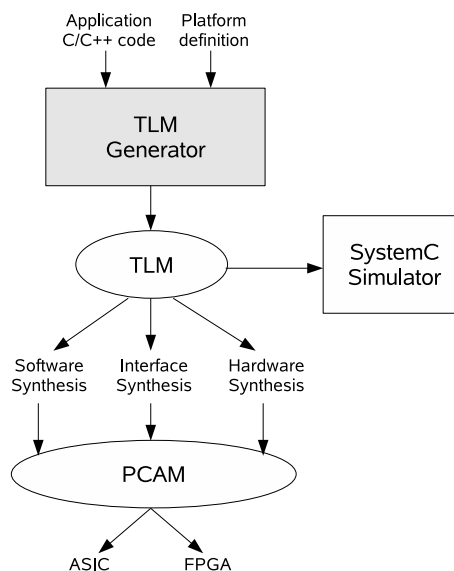 Application
C/C++ code
Platform
definition
TLM
Generator
TLM
SystemC
Simulator
Software
Synthesis
Interface
Synthesis
Hardware
Synthesis
PCAM
ASIC
FPGA